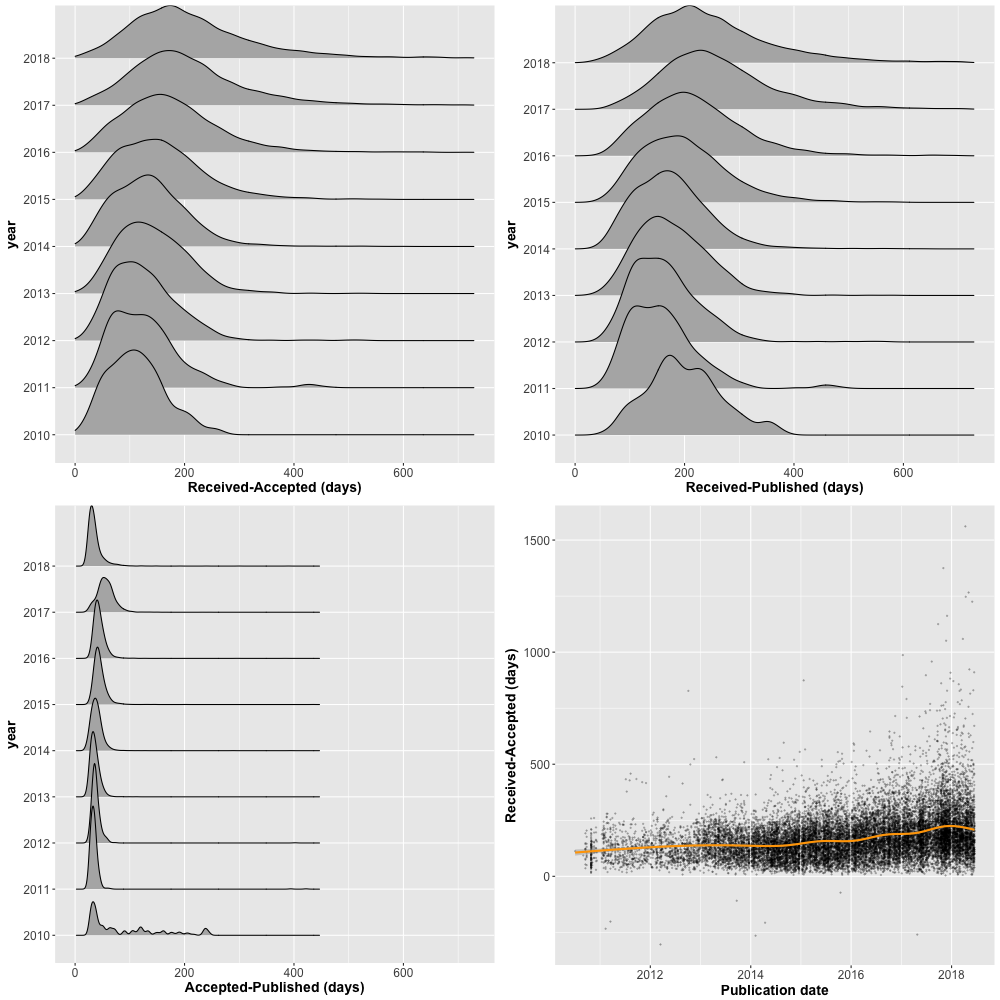 2018
2017
2016
2015
2014
2013
2012
2011
2010
year
0 200 400 600
Received-Accepted (days)
2018
2017
2016
2015
2014
2013
2012
2011
2010
year
0 200 400 600
Received-Published (days)
2018
2017
2016
2015
2014
2013
2012
2011
2010
year
0 200 400 600
Accepted-Published (days)
1500
1000
500
0
Received-Accepted (days)
2012 2014 2016 2018
Publication date